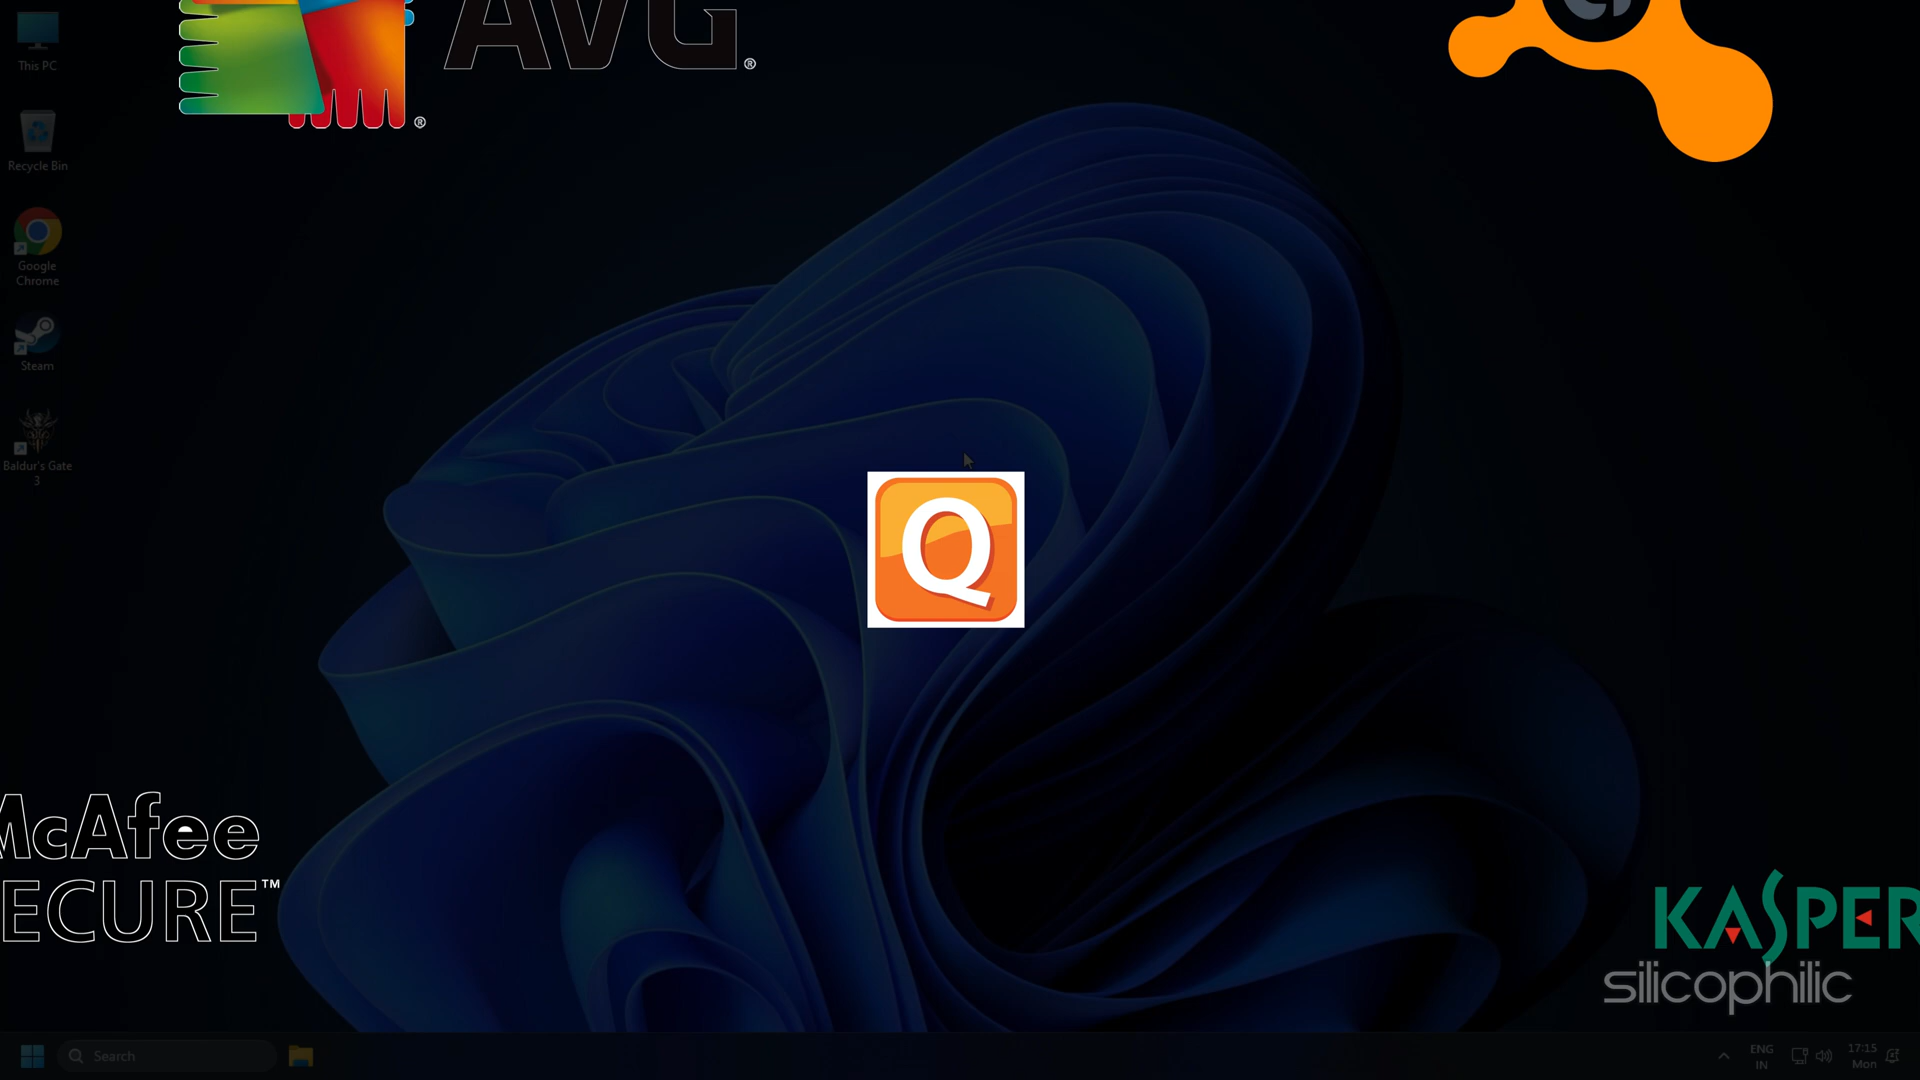 AVG®
®
This PC
Recycle Bin
Google
Chrome
Steam
Baldur's Gate
3
Q
McAfee
ECURE™
KASPER
silicophilic
Search
ENG
IN
17:15
Mon